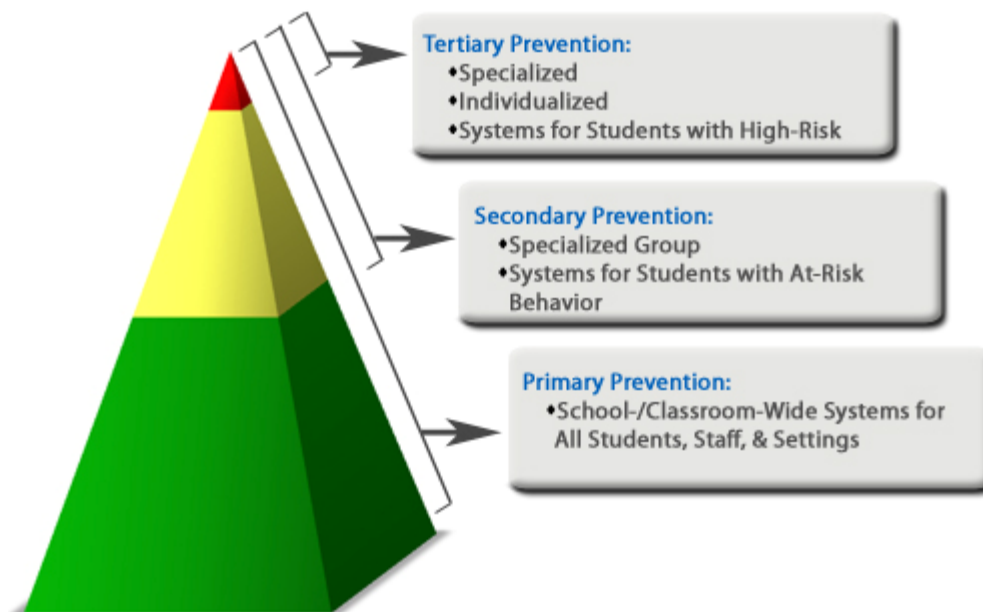 Tertiary Prevention:
♦Specialized
♦Individualized
♦Systems for Students with High-Risk
Secondary Prevention:
♦Specialized Group
♦Systems for Students with At-Risk
Behavior
Primary Prevention:
♦School-/Classroom-Wide Systems for
All Students, Staff, & Settings